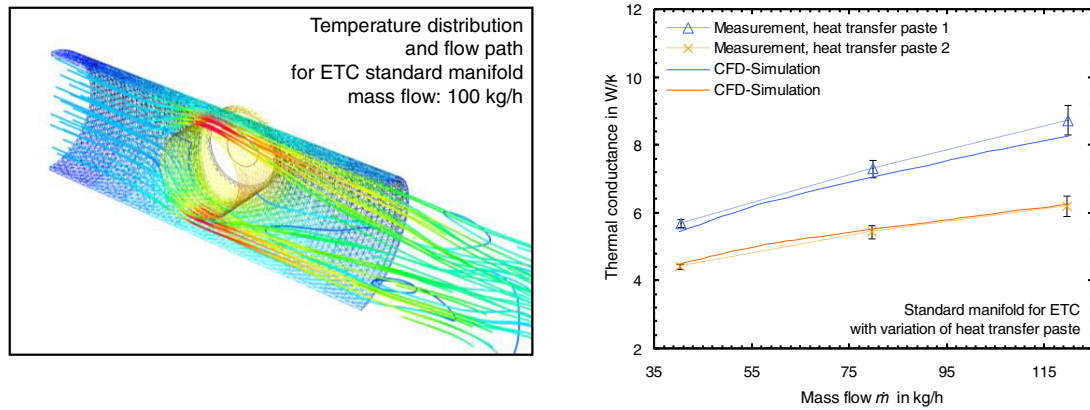 Temperature distribution
and flow path
for ETC standard manifold
mass flow: 100 kg/h
12
10
8
6
4
2
Thermal conductance in W/K
Measurement, heat transfer paste 1
Measurement, heat transfer paste 2
CFD-Simulation
CFD-Simulation
Standard manifold for ETC
with variation of heat transfer paste
35 55 75 95 115
Mass flow ṁ in kg/h